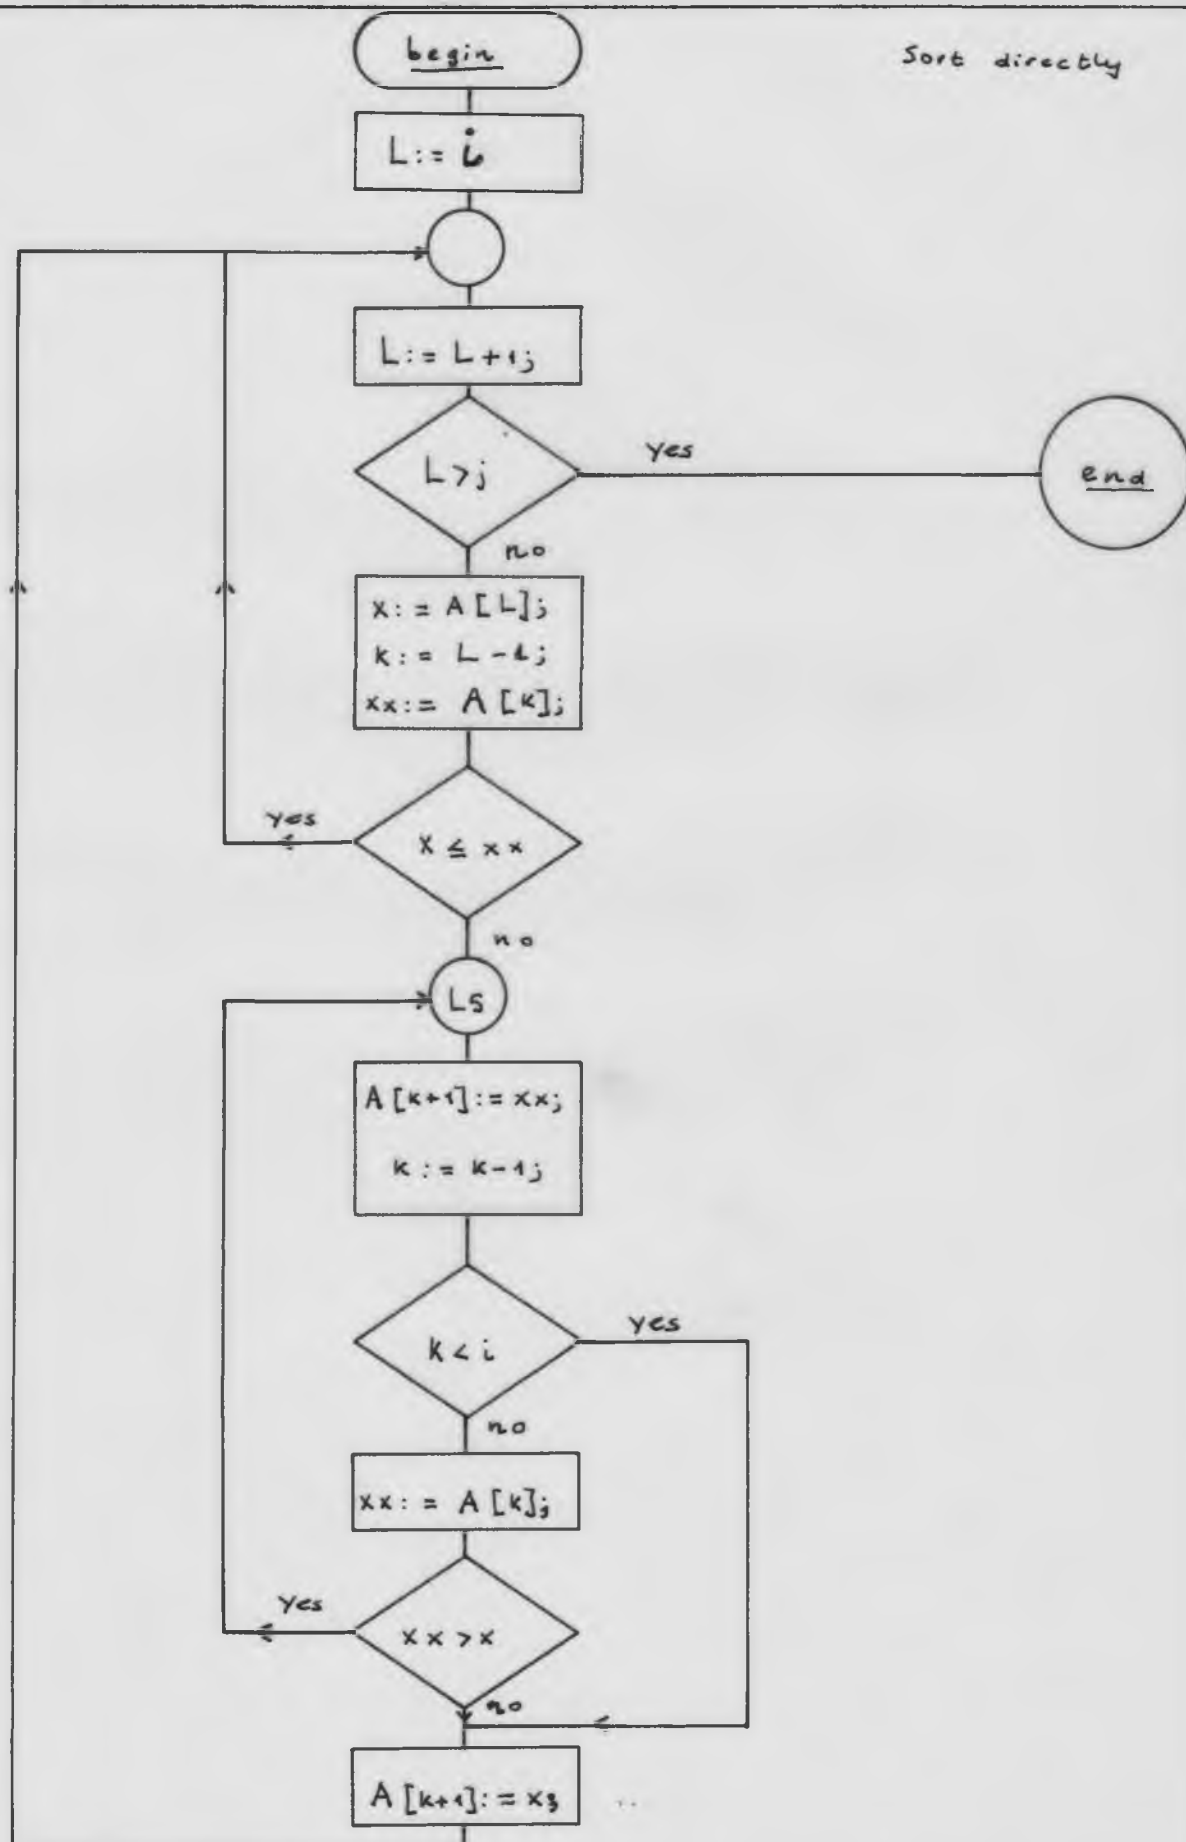 Sort directly
begin
L := i
L := L+1;
L > j
yes
end
no
x := A[L];
k := L-1;
xx := A[k];
yes
x ≤ xx
no
L5
A[k+1] := xx;
k := k-1;
k < i
yes
no
xx := A[k];
yes
xx > x
no
A[k+1] := x;